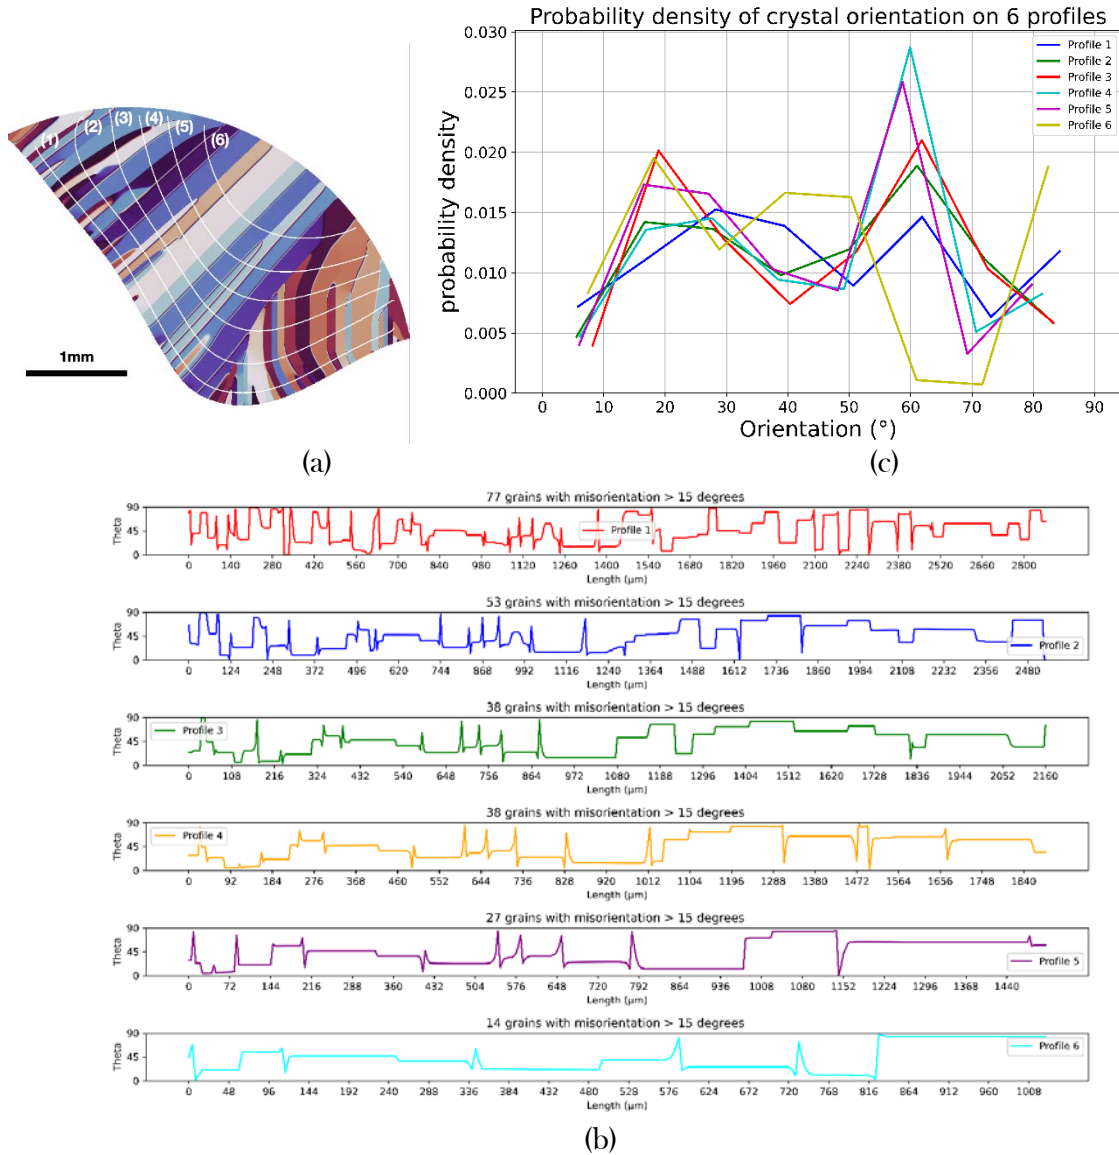 Probability density of crystal orientation on 6 profiles
(1)
(2)
(3)
(4)
(5)
(6)
1mm
(a)
probability density
0.030
0.025
0.020
0.015
0.010
0.005
0.000
Profile 1
Profile 2
Profile 3
Profile 4
Profile 5
Profile 6
0 10 20 30 40 50 60 70 80 90
Orientation (°)
(c)
77 grains with misorientation > 15 degrees
Theta
90
45
0
Profile 1
0 140 280 420 560 700 840 980 1120 1260 1400 1540 1680 1820 1960 2100 2240 2380 2520 2660 2800
Length (μm)
53 grains with misorientation > 15 degrees
Theta
90
45
0
Profile 2
0 124 248 372 496 620 744 868 992 1116 1240 1364 1488 1612 1736 1860 1984 2108 2232 2356 2480
Length (μm)
38 grains with misorientation > 15 degrees
Theta
90
45
0
Profile 3
0 108 216 324 432 540 648 756 864 972 1080 1188 1296 1404 1512 1620 1728 1836 1944 2052 2160
Length (μm)
38 grains with misorientation > 15 degrees
Theta
90
45
0
Profile 4
0 92 184 276 368 460 552 644 736 828 920 1012 1104 1196 1288 1380 1472 1564 1656 1748 1840
Length (μm)
27 grains with misorientation > 15 degrees
Theta
90
45
0
Profile 5
0 72 144 216 288 360 432 504 576 648 720 792 864 936 1008 1080 1152 1224 1296 1368 1440
Length (μm)
14 grains with misorientation > 15 degrees
Theta
90
45
0
Profile 6
0 48 96 144 192 240 288 336 384 432 480 528 576 624 672 720 768 816 864 912 960 1008
Length (μm)
(b)